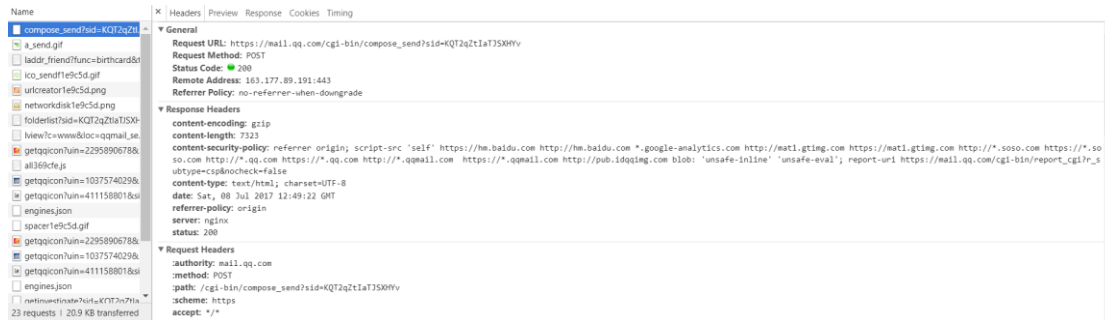 Name
× Headers Preview Response Cookies Timing
compose_send?sid=KQT2qZtI
a_send.gif
laddr_friend?func=birthcard&t
ico_sendf1e9c5d.gif
urlcreator1e9c5d.png
networkdisk1e9c5d.png
folderlist?sid=KQT2qZtIaTJSXH
lview?c=www&loc=qqmail_se
getqqicon?uin=2295890678&
all369cfe.js
getqqicon?uin=1037574029&
getqqicon?uin=411158801&si
engines.json
spacer1e9c5d.gif
getqqicon?uin=2295890678&
getqqicon?uin=1037574029&
getqqicon?uin=411158801&si
engines.json
getinvestigate?sid=KQT2qZtIa
23 requests | 20.9 KB transferred
▼ General
Request URL: https://mail.qq.com/cgi-bin/compose_send?sid=KQT2qZtIaTJSXHYv
Request Method: POST
Status Code: 200
Remote Address: 163.177.89.191:443
Referrer Policy: no-referrer-when-downgrade
▼ Response Headers
content-encoding: gzip
content-length: 7323
content-security-policy: referrer origin; script-src 'self' https://hm.baidu.com http://hm.baidu.com *.google-analytics.com http://mat1.gtimg.com https://mat1.gtimg.com http://*.soso.com https://*.so
so.com http://*.qq.com https://*.qq.com http://*.qqmail.com https://*.qqmail.com http://pub.idqqimg.com blob: 'unsafe-inline' 'unsafe-eval'; report-uri https://mail.qq.com/cgi-bin/report_cgi?r_s
ubtype=csp&nocheck=false
content-type: text/html; charset=UTF-8
date: Sat, 08 Jul 2017 12:49:22 GMT
referrer-policy: origin
server: nginx
status: 200
▼ Request Headers
:authority: mail.qq.com
:method: POST
:path: /cgi-bin/compose_send?sid=KQT2qZtIaTJSXHYv
:scheme: https
accept: */*